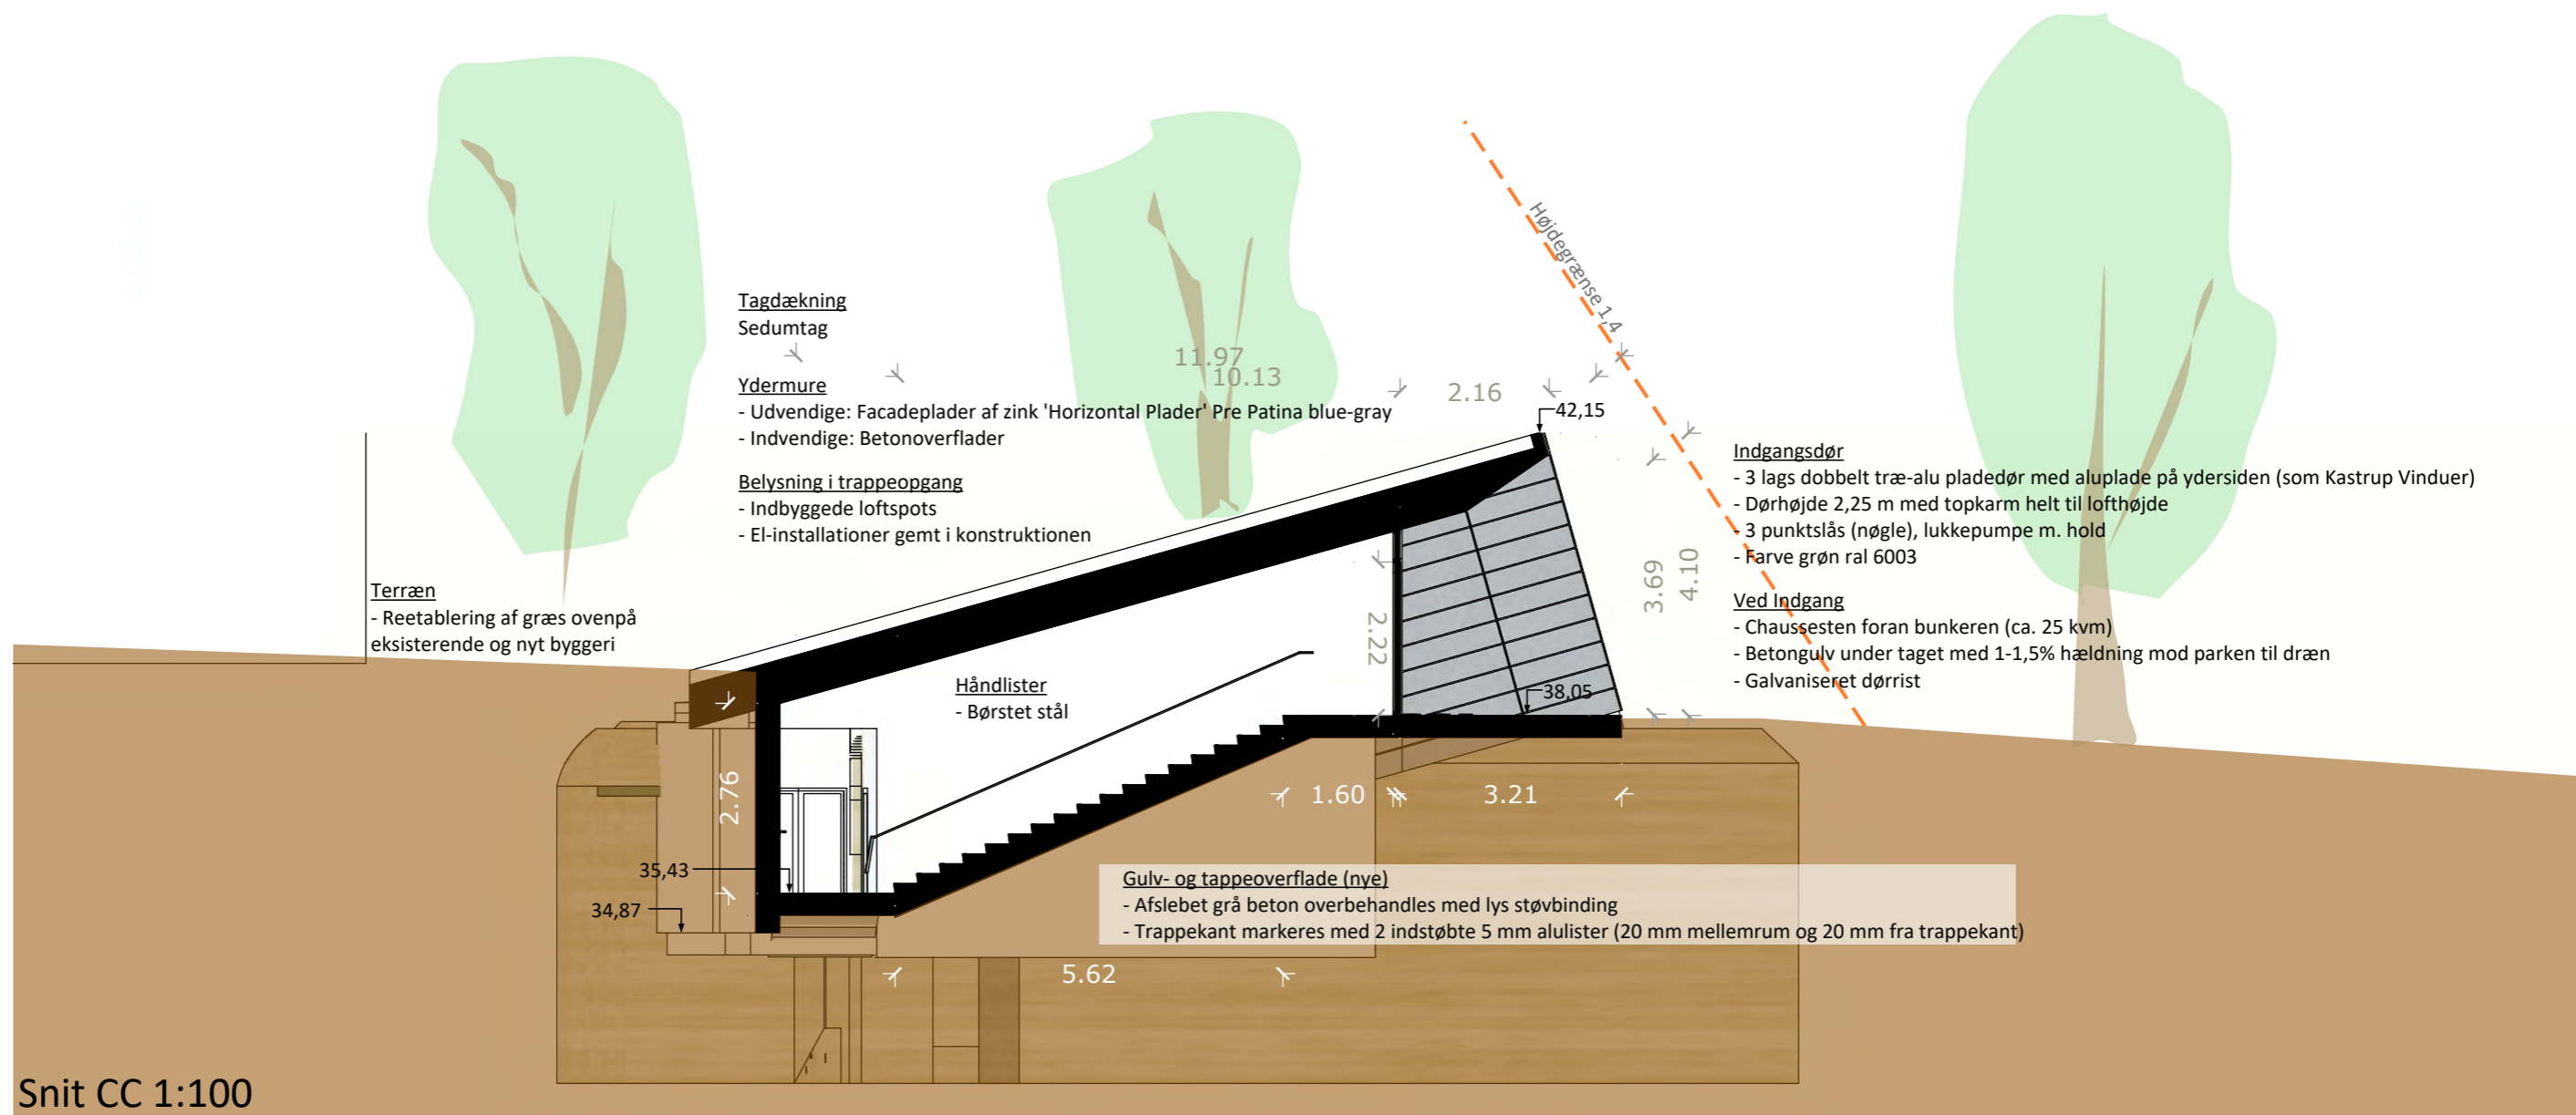 Højdegrænse 1,4
Tagdækning
Sedumtag
11.97
10.13
2.16
42,15
Ydermure
- Udvendige: Facadeplader af zink 'Horizontal Plader' Pre Patina blue-gray
- Indvendige: Betonoverflader
Belysning i trappeopgang
- Indbyggede loftspots
- El-installationer gemt i konstruktionen
Indgangsdør
- 3 lags dobbelt træ-alu pladedør med aluplade på ydersiden (som Kastrup Vinduer)
- Dørhøjde 2,25 m med topkarm helt til lofthøjde
- 3 punktslås (nøgle), lukkepumpe m. hold
- Farve grøn ral 6003
3.69
4.10
2.22
Terræn
- Reetablering af græs ovenpå
eksisterende og nyt byggeri
Ved Indgang
- Chaussesten foran bunkeren (ca. 25 kvm)
- Betongulv under taget med 1-1,5% hældning mod parken til dræn
- Galvaniseret dørrist
Håndlister
- Børstet stål
38,05
2.76
1.60
3.21
35,43
34,87
Gulv- og tappeoverflade (nye)
- Afslebet grå beton overbehandles med lys støvbinding
- Trappekant markeres med 2 indstøbte 5 mm alulister (20 mm mellemrum og 20 mm fra trappekant)
5.62
Snit CC 1:100